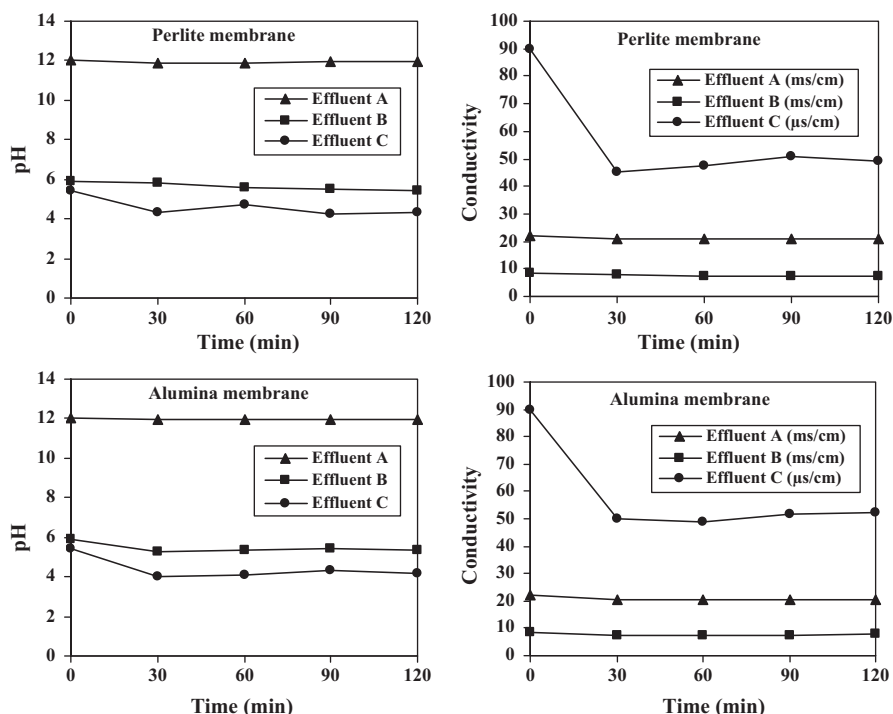 Perlite membrane
14
12
10
8
6
4
2
0
pH
Effluent A
Effluent B
Effluent C
0 30 60 90 120
Time (min)
Perlite membrane
100
90
80
70
60
50
40
30
20
10
0
Conductivity
Effluent A (ms/cm)
Effluent B (ms/cm)
Effluent C (µs/cm)
0 30 60 90 120
Time (min)
Alumina membrane
14
12
10
8
6
4
2
0
pH
Effluent A
Effluent B
Effluent C
0 30 60 90 120
Time (min)
Alumina membrane
100
90
80
70
60
50
40
30
20
10
0
Conductivity
Effluent A (ms/cm)
Effluent B (ms/cm)
Effluent C (µs/cm)
0 30 60 90 120
Time (min)